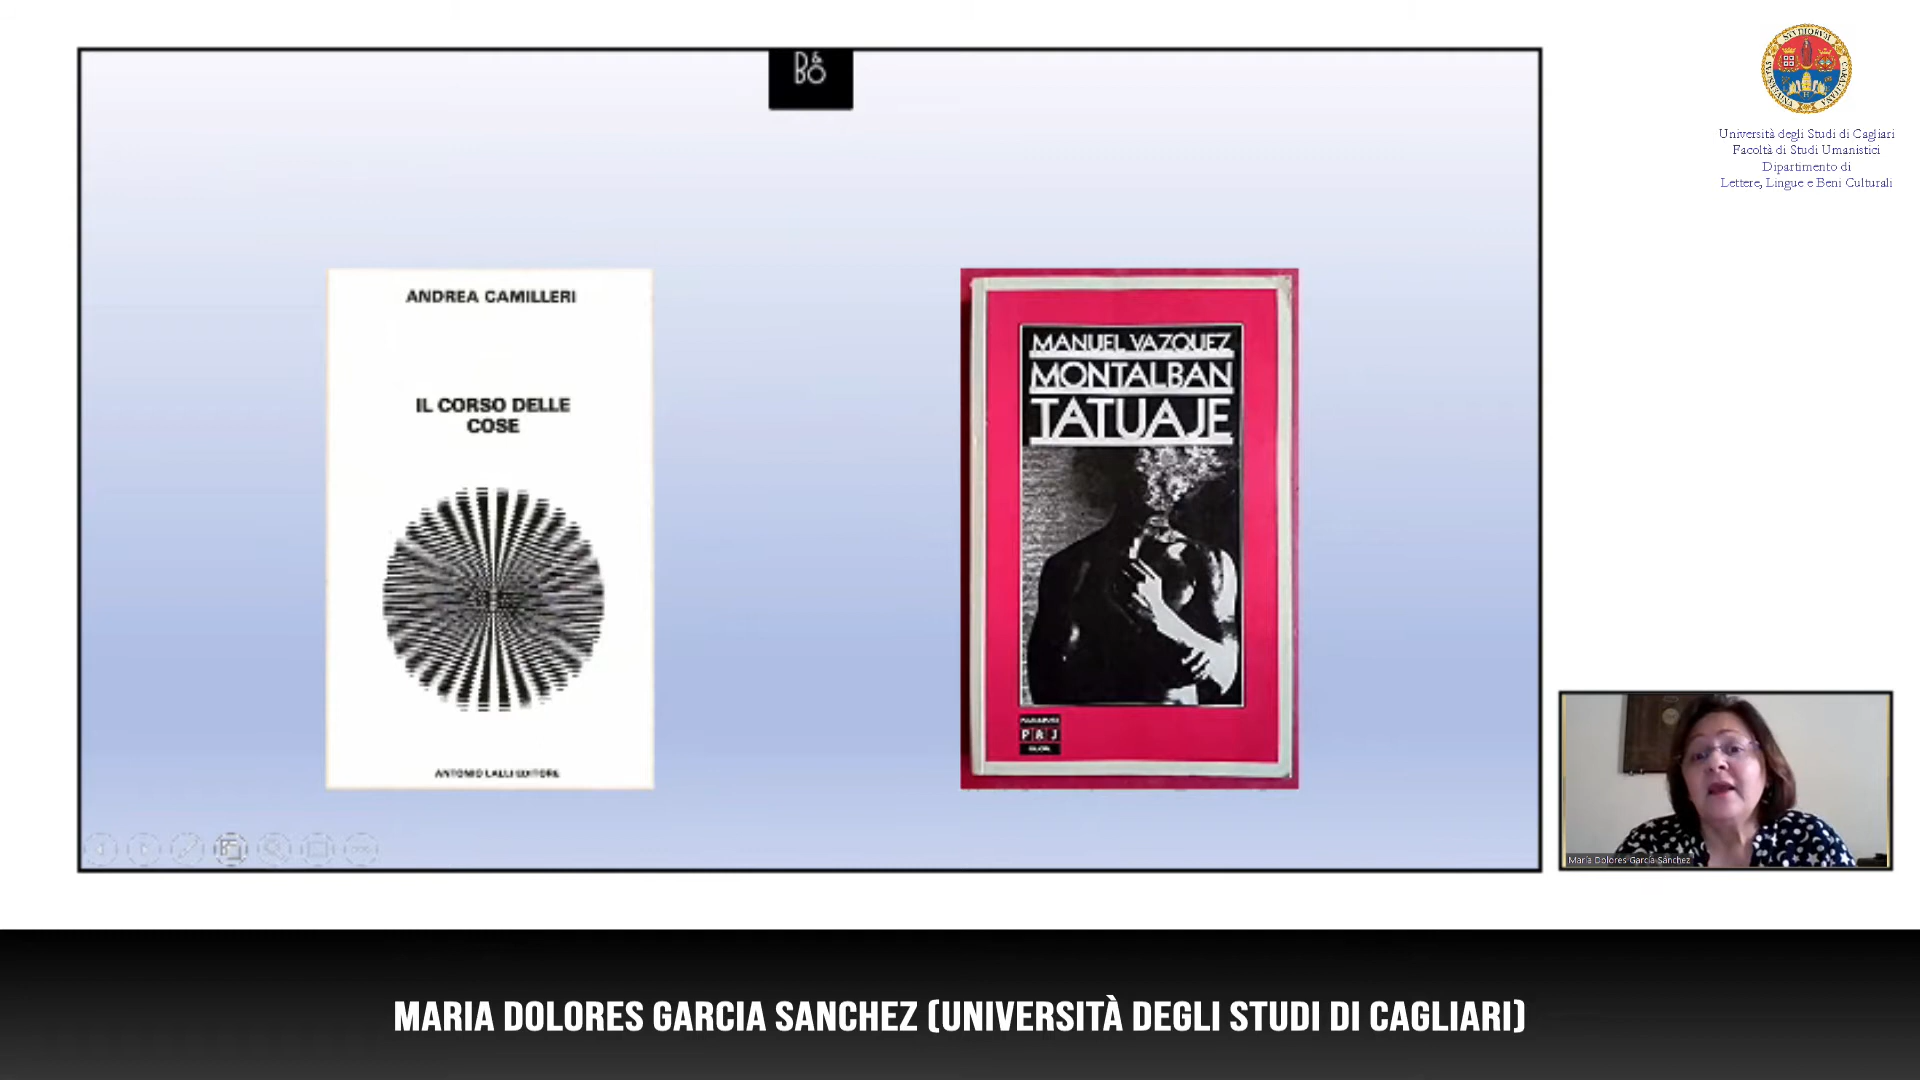 D&
BO
ANDREA CAMILLERI
IL CORSO DELLE
COSE
ANTONIO LALLI EDITORE
MANUEL VAZQUEZ
MONTALBAN
TATUAJE
P&J
Università degli Studi di Cagliari
Facoltà di Studi Umanistici
Dipartimento di
Lettere, Lingue e Beni Culturali
María Dolores García Sánchez
MARIA DOLORES GARCIA SANCHEZ (UNIVERSITÀ DEGLI STUDI DI CAGLIARI)